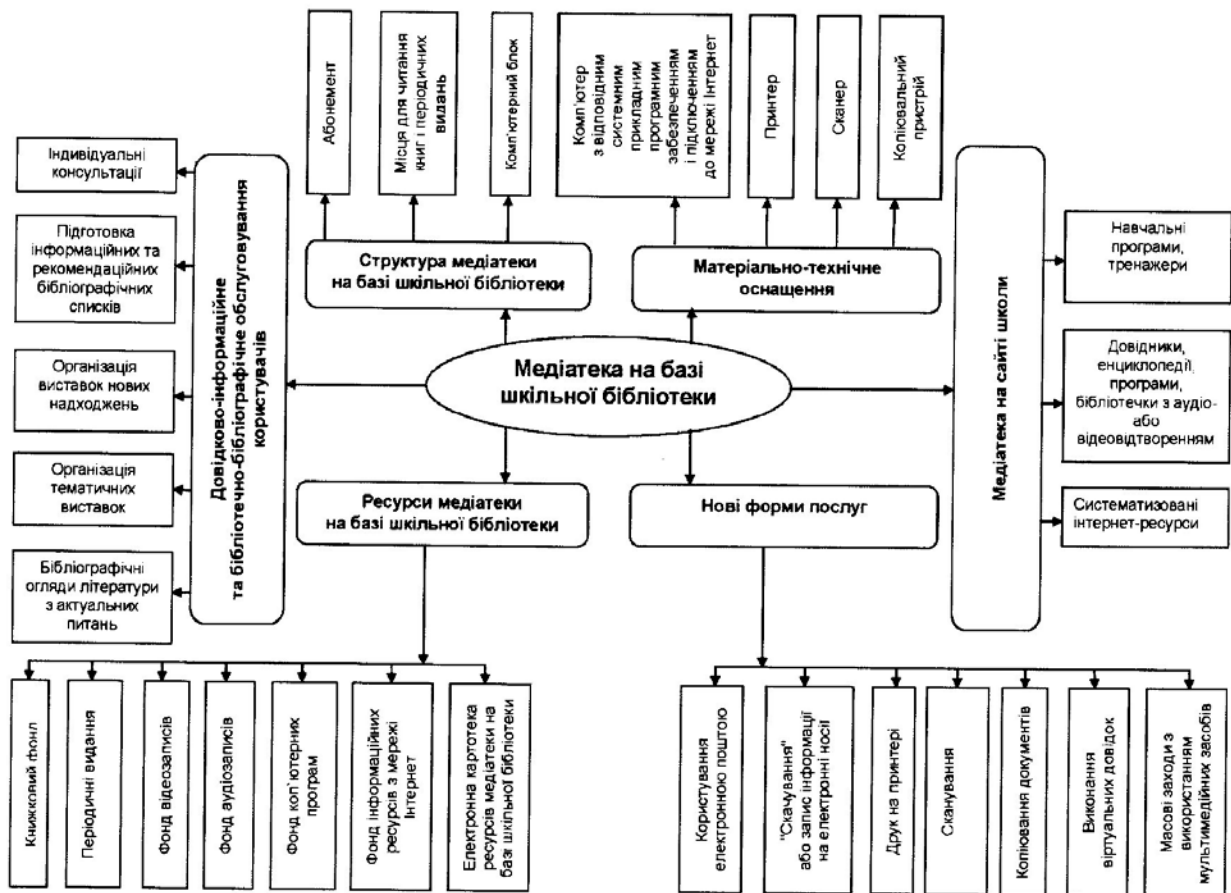 Абонемент
Місця для читання
книг і періодичних
видань
Комп'ютерний блок
Комп'ютер
з відповідним
системним
прикладним
програмним
забезпеченням
і підключенням
до мережі Інтернет
Принтер
Сканер
Копіювальний
пристрій
Індивідуальні
консультації
Підготовка
інформаційних та
рекомендаційних
бібліографічних
списків
Організація
виставок нових
надходжень
Організація
тематичних
виставок
Бібліографічні
огляди літератури
з актуальних
питань
Довідково-інформаційне
та бібліотечно-бібліографічне обслуговування
користувачів
Структура медіатеки
на базі шкільної бібліотеки
Матеріально-технічне
оснащення
Медіатека на базі
шкільної бібліотеки
Ресурси медіатеки
на базі шкільної бібліотеки
Нові форми послуг
Медіатека на сайті школи
Навчальні
програми,
тренажери
Довідники,
енциклопедії,
програми,
бібліотечки з аудіо-
або
відеовідтворенням
Систематизовані
інтернет-ресурси
Книжковий фонд
Періодичні видання
Фонд відеозаписів
Фонд аудіозаписів
Фонд коп'ютерних
програм
Фонд інформаційних
ресурсів з мережі
Інтернет
Електронна картотека
ресурсів медіатеки на
базі шкільної бібліотеки
Користування
електронною поштою
"Скачування"
або запис інформації
на електронні носії
Друк на принтері
Сканування
Копіювання документів
Виконання
віртуальних довідок
Масові заходи з
використанням
мультимедійних засобів